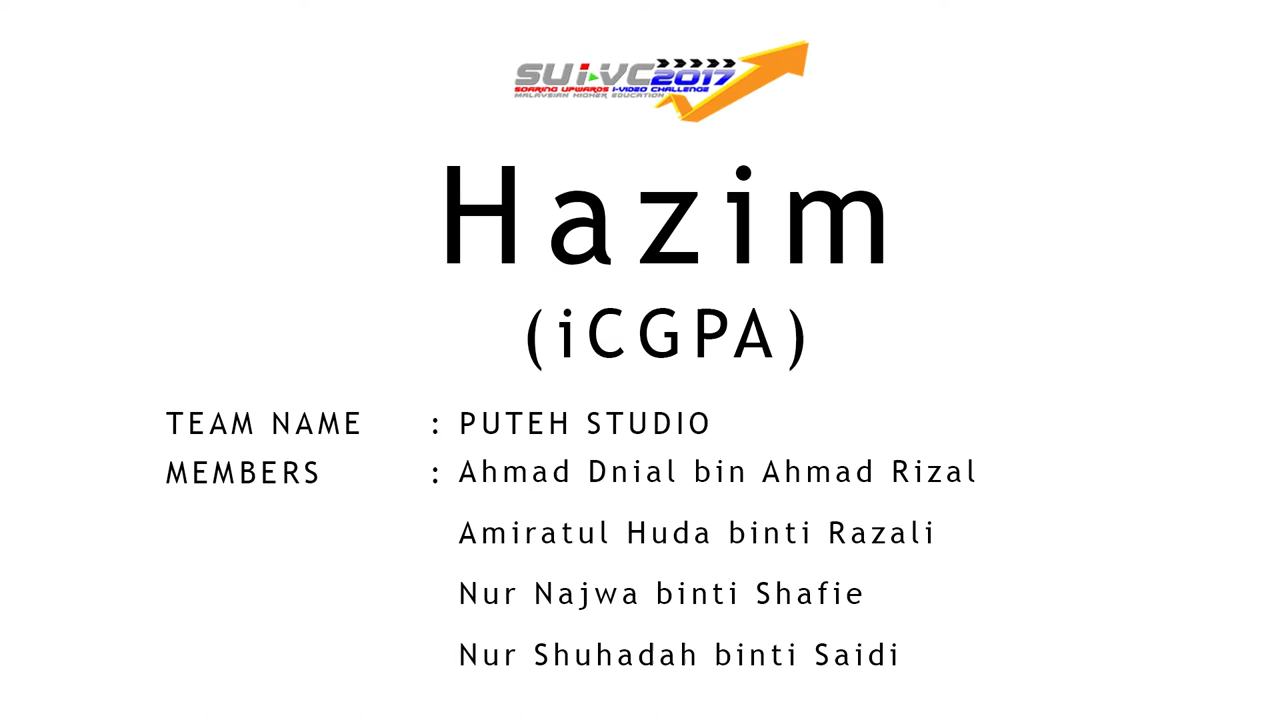 SUi-VC2017
SOARING UPWARDS I-VIDEO CHALLENGE
MALAYSIAN HIGHER EDUCATION
Hazim
(iCGPA)
TEAM NAME : PUTEH STUDIO
MEMBERS : Ahmad Dnial bin Ahmad Rizal
Amiratul Huda binti Razali
Nur Najwa binti Shafie
Nur Shuhadah binti Saidi